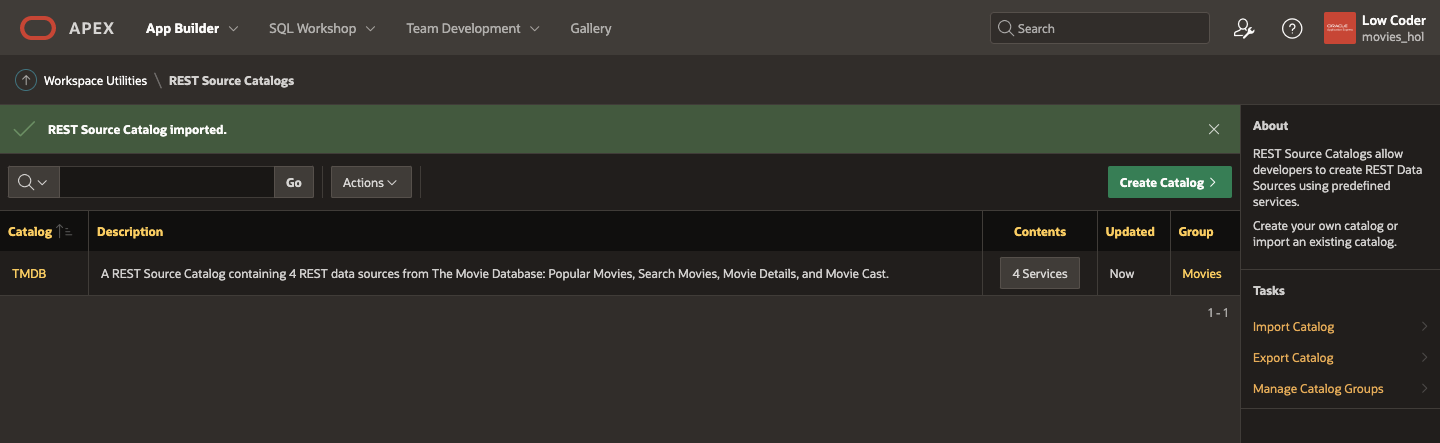 APEX App Builder SQL Workshop Team Development Gallery Search Low Coder
movies_hol
Workspace Utilities \ REST Source Catalogs
REST Source Catalog imported.
Go Actions Create Catalog
Catalog Description Contents Updated Group
TMDB A REST Source Catalog containing 4 REST data sources from The Movie Database: Popular Movies, Search Movies, Movie Details, and Movie Cast. 4 Services Now Movies
1 - 1
About
REST Source Catalogs allow
developers to create REST Data
Sources using predefined
services.
Create your own catalog or
import an existing catalog.
Tasks
Import Catalog
Export Catalog
Manage Catalog Groups